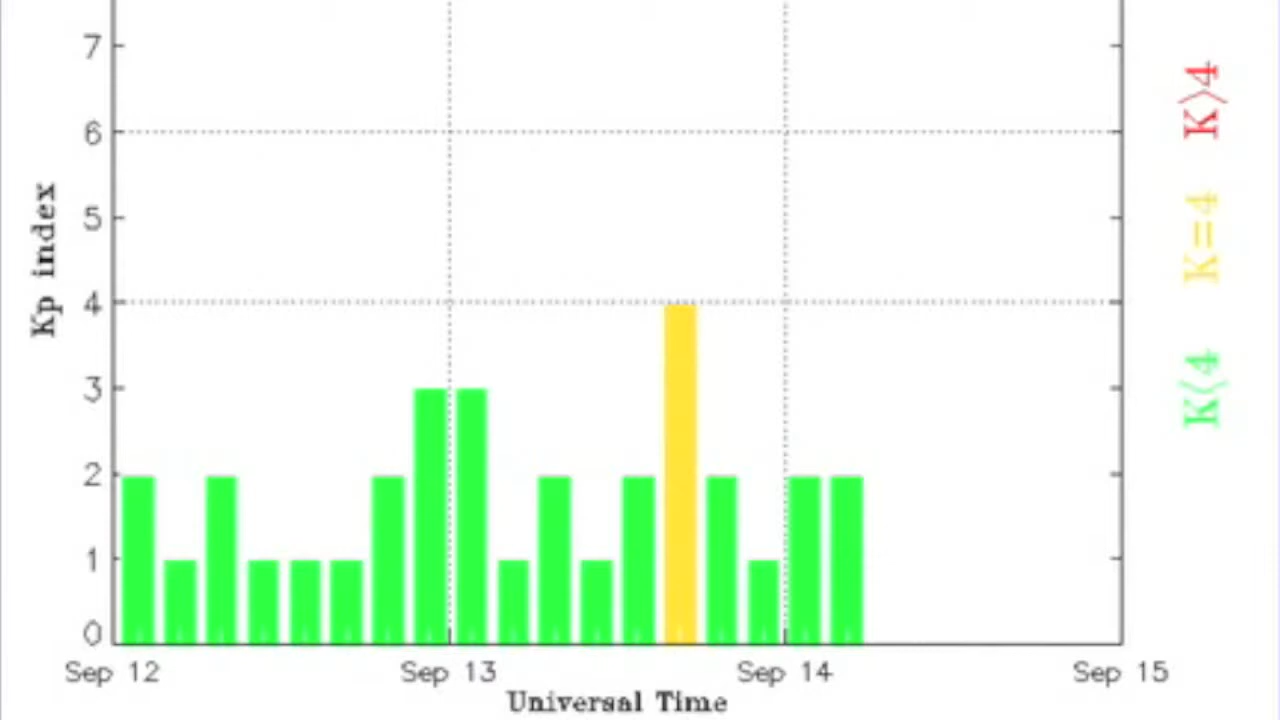 7
6
5
4
3
2
1
0
Kp index
Sep 12
Sep 13
Sep 14
Sep 15
Universal Time
K>4
K=4
K<4